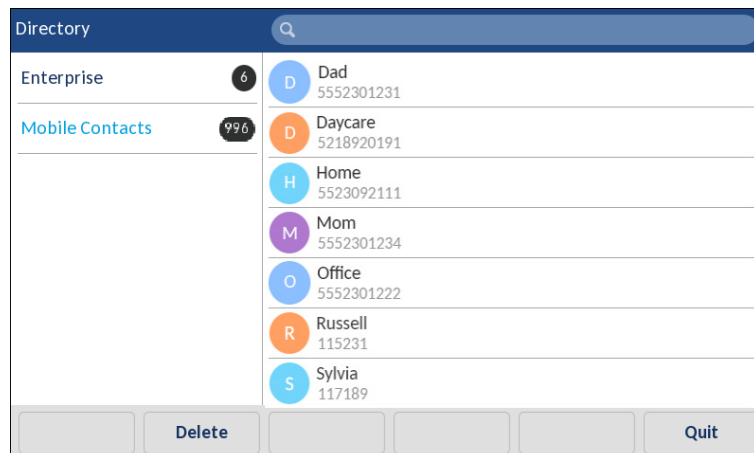 Directory
Enterprise 6
Mobile Contacts 996
D Dad
5552301231
D Daycare
5218920191
H Home
5523092111
M Mom
5552301234
O Office
5552301222
R Russell
115231
S Sylvia
117189
Delete Quit